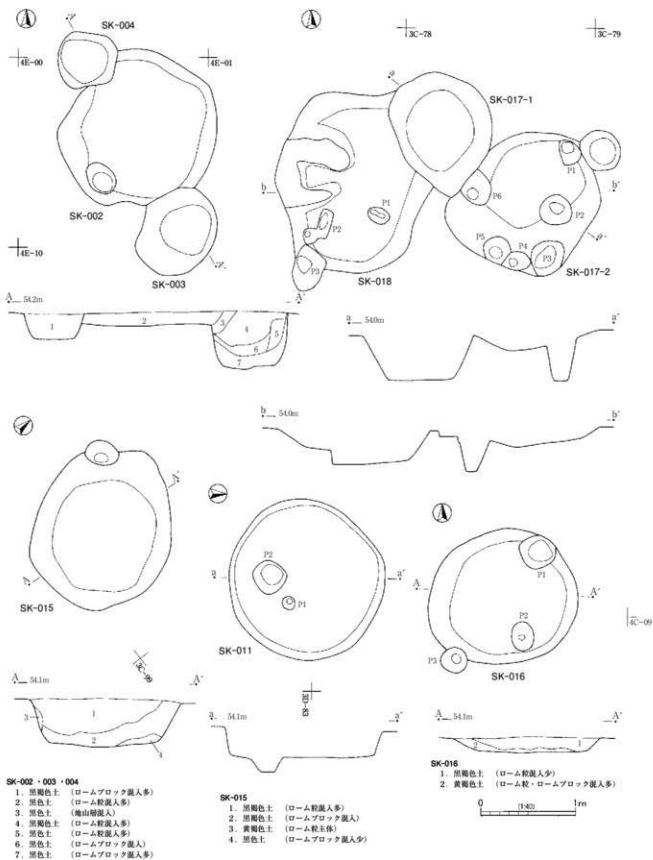 SK-004
4E-00
4E-01
SK-002
4E-10
SK-003
A 54.2m A'
1
2
3
4
5
6
7
3C-78
3C-79
a
SK-017-1
b
b'
P1
P2
P3
P6
P1
P2
P5
P4
P3
a'
SK-018
SK-017-2
a 54.0m a'
b 54.0m b'
A'
A
SK-015
a
a'
P2
P1
SK-011
A
A'
P1
P2
P3
SK-016
4C-09
3C-99
A 54.1m A'
1
2
3
4
3D-83
a 54.1m a'
A 54.1m A'
2
1
SK-002・003・004
1. 黒褐色土 (ロームブロック混入多)
2. 黒色土 (ローム粒混入多)
3. 黒色土 (地山層混入)
4. 黒褐色土 (ローム粒混入多)
5. 黒色土 (ローム粒混入多)
6. 黒色土 (ロームブロック混入)
7. 黒色土 (ロームブロック混入多)
SK-015
1. 黒褐色土 (ローム粒混入多)
2. 黒褐色土 (ロームブロック混入)
3. 黄褐色土 (ローム粒主体)
4. 黒色土 (ロームブロック混入少)
SK-016
1. 黒褐色土 (ローム粒混入少)
2. 黄褐色土 (ローム粒・ロームブロック混入多)
0 [1:40] 1m